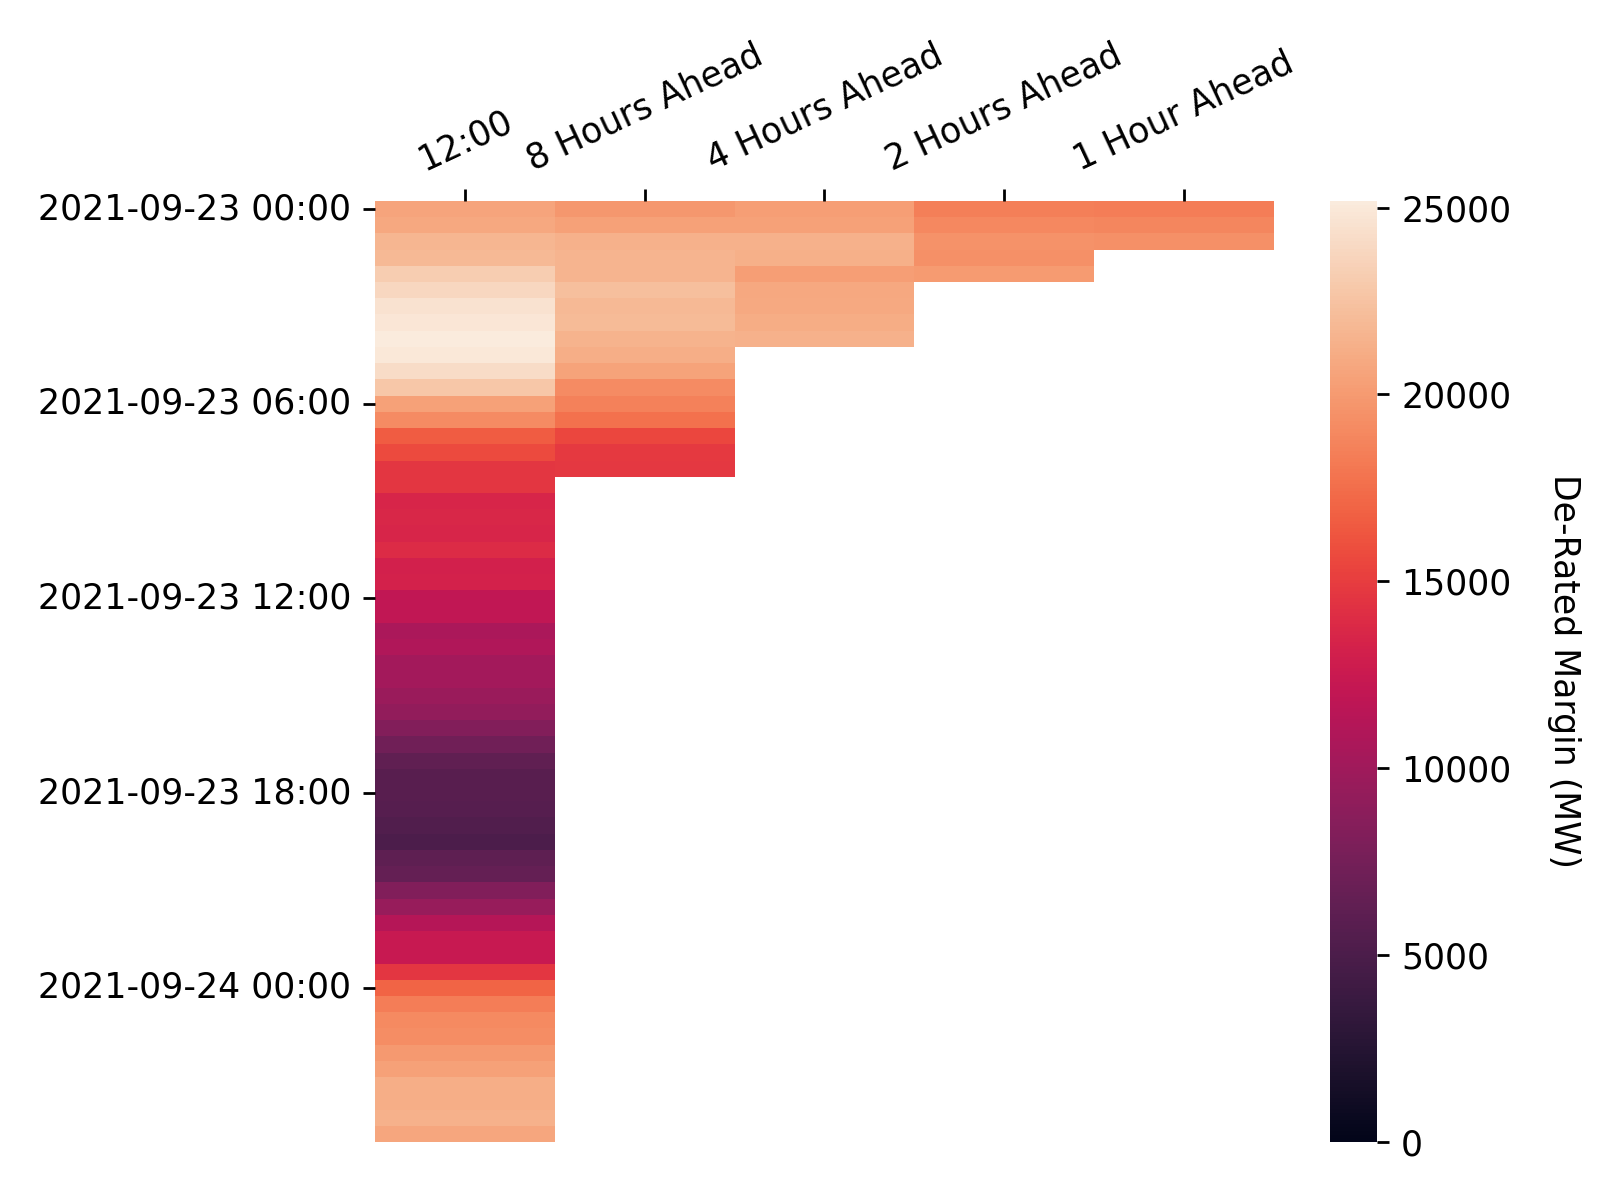 12:00
8 Hours Ahead
4 Hours Ahead
2 Hours Ahead
1 Hour Ahead
2021-09-23 00:00
2021-09-23 06:00
2021-09-23 12:00
2021-09-23 18:00
2021-09-24 00:00
25000
20000
15000
10000
5000
0
De-Rated Margin (MW)